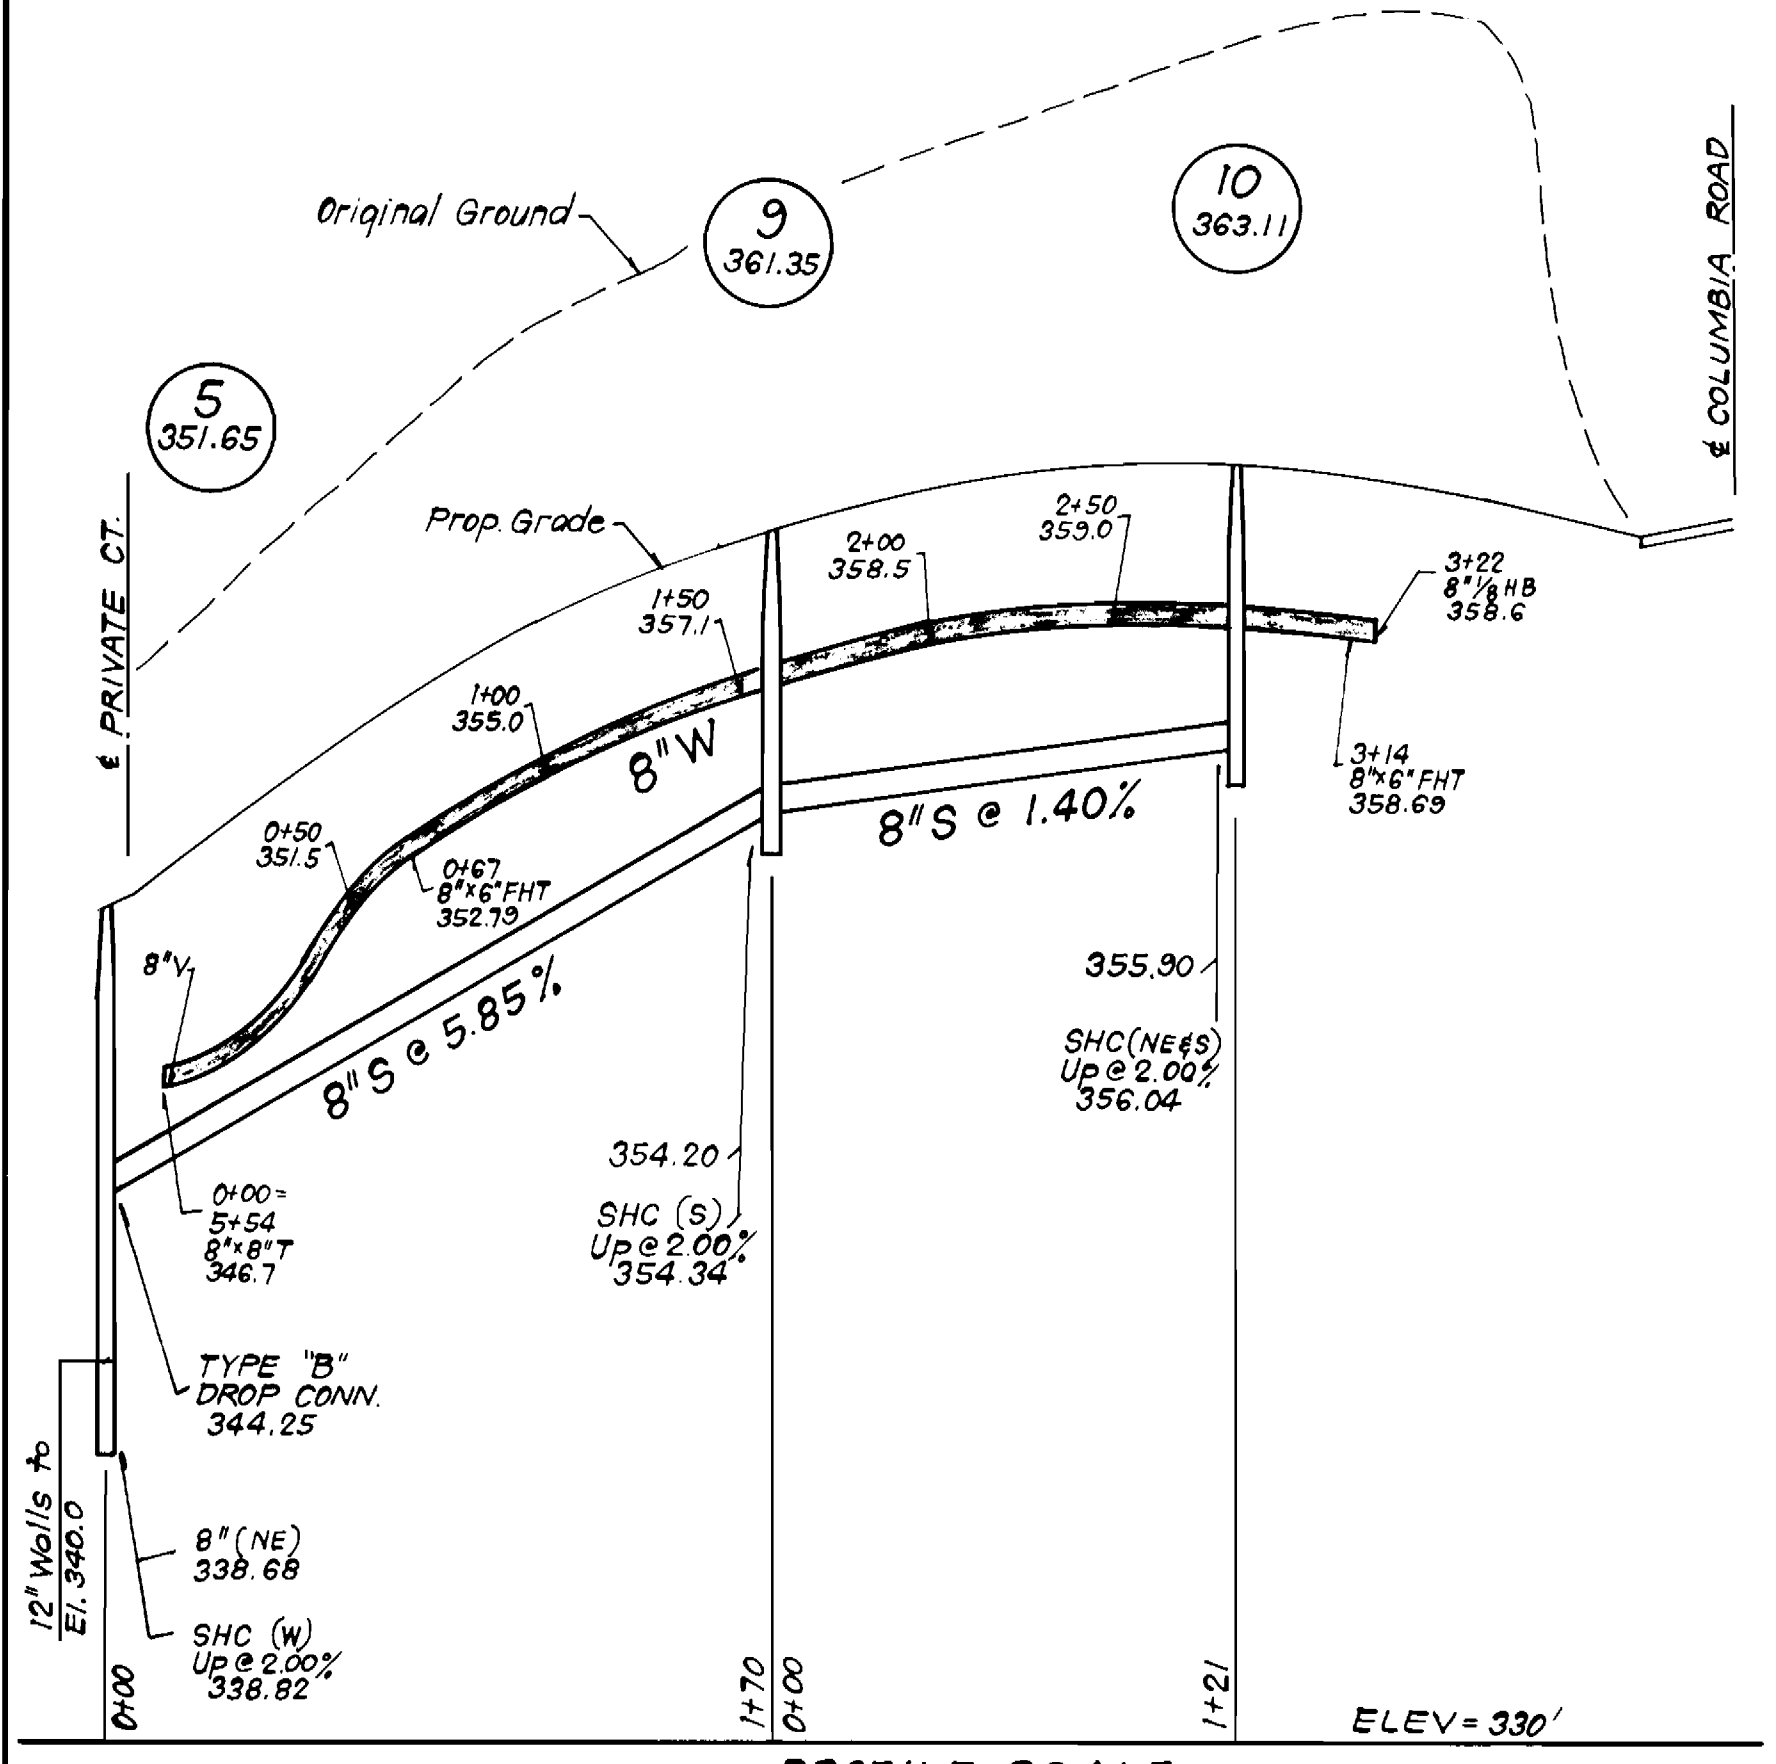 Original Ground
5
351.65
9
361.35
10
363.11
℄ COLUMBIA ROAD
℄ PRIVATE CT.
Prop. Grade
0+50
351.5
1+00
355.0
1+50
357.1
2+00
358.5
2+50
359.0
3+22
8" 1/8 HB
358.6
3+14
8"x6" FHT
358.69
0+67
8"x6" FHT
352.79
8"W
8"V
8"S @ 5.85%
8"S @ 1.40%
0+00 =
5+54
8"x8"T
346.7
TYPE "B"
DROP CONN.
344.25
8" (NE)
338.68
SHC (W)
Up @ 2.00%
338.82
12" Walls to
El. 340.0
354.20
SHC (S)
Up @ 2.00%
354.34
355.90
SHC (NE&S)
Up @ 2.00%
356.04
0+00
1+70
0+00
1+21
ELEV = 330'